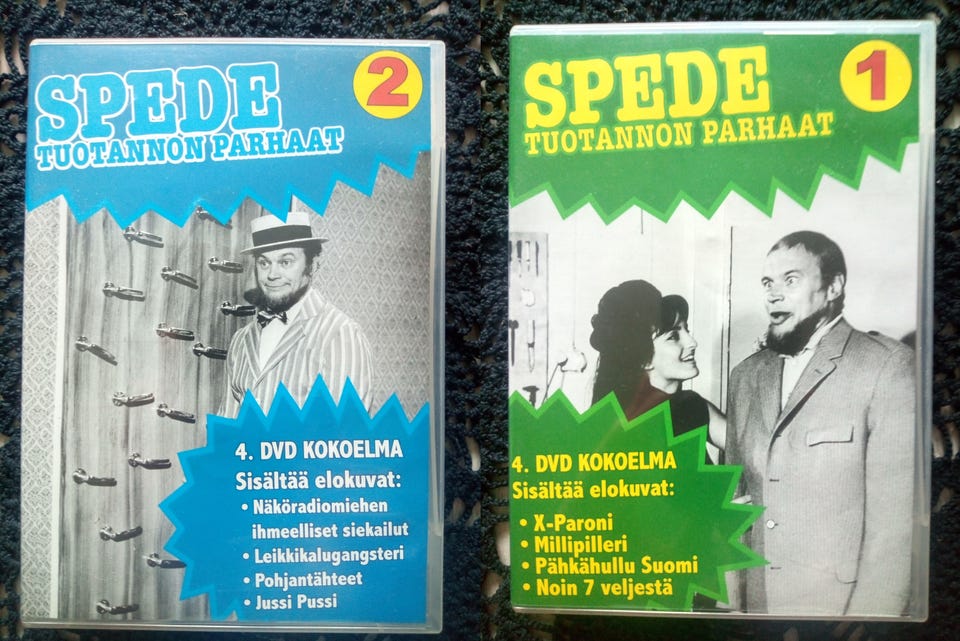 SPEDE
TUOTANNON PARHAAT
2
4. DVD KOKOELMA
Sisältää elokuvat:
• Näköradiomiehen
ihmeelliset siekailut
• Leikkikalugangsteri
• Pohjantähteet
• Jussi Pussi
SPEDE
TUOTANNON PARHAAT
1
4. DVD KOKOELMA
Sisältää elokuvat:
• X-Paroni
• Millipilleri
• Pähkähullu Suomi
• Noin 7 veljestä